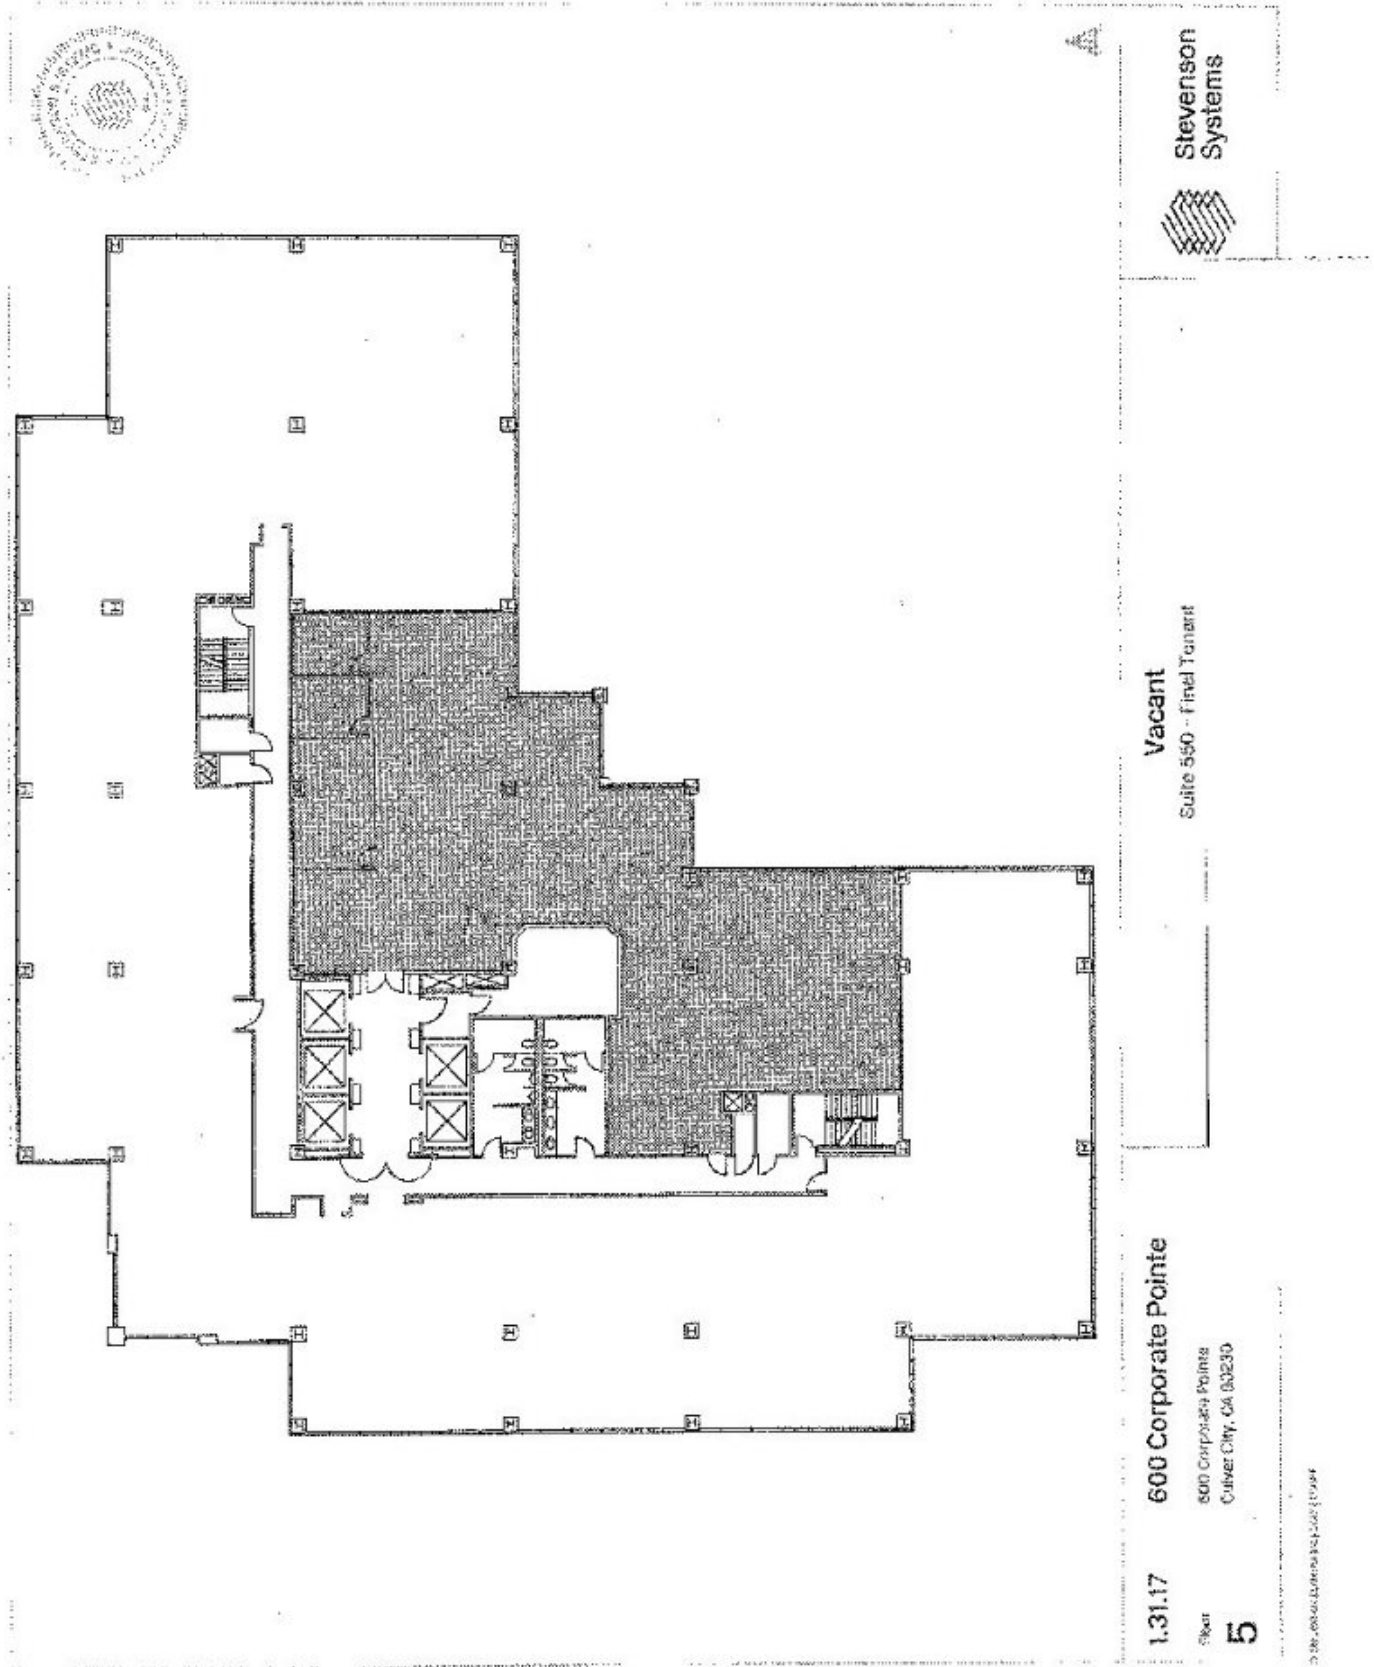 1.31.17
600 Corporate Pointe
Vacant
Stevenson
Systems
Floor
5
600 Corporate Pointe
Culver City, CA 90230
Suite 550 - Final Tenant